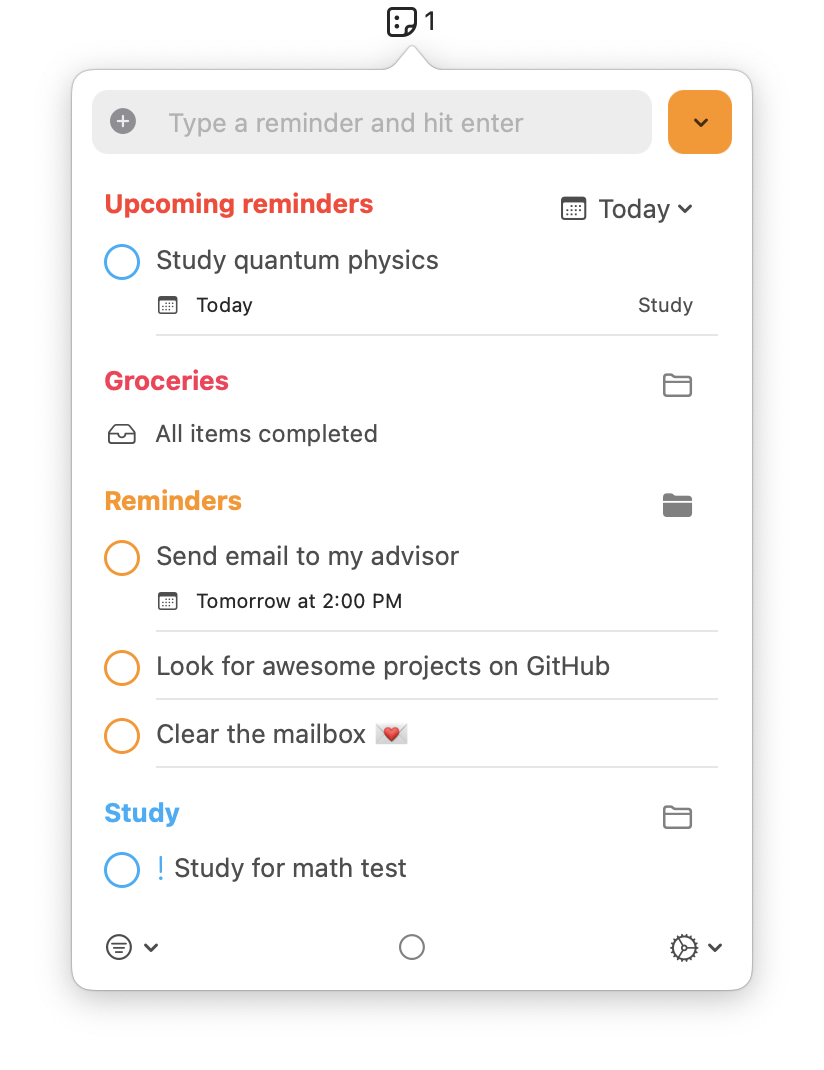 1
Type a reminder and hit enter
Upcoming reminders
Today
Study quantum physics
Today
Study
Groceries
All items completed
Reminders
Send email to my advisor
Tomorrow at 2:00 PM
Look for awesome projects on GitHub
Clear the mailbox 💌
Study
! Study for math test